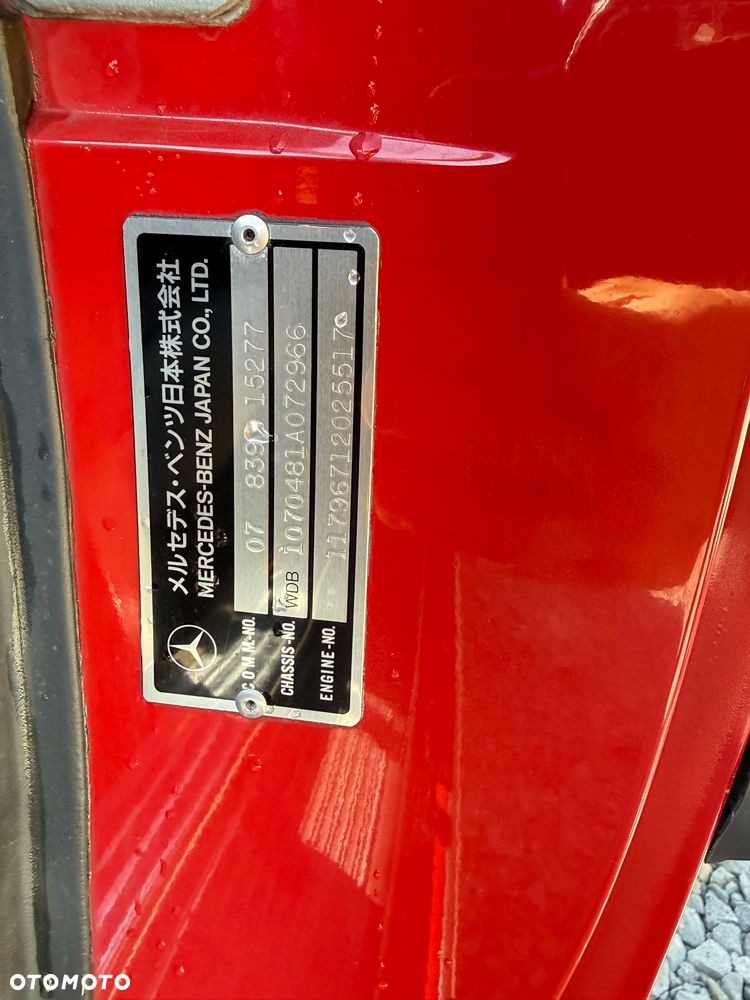 メルセデス・ベンツ日本株式会社
MERCEDES-BENZ JAPAN CO., LTD.
COMM.-NO. 07 839 15277
CHASSIS-NO. WDB 1070481A072966
ENGINE-NO. 11796712025517
OTOMOTO